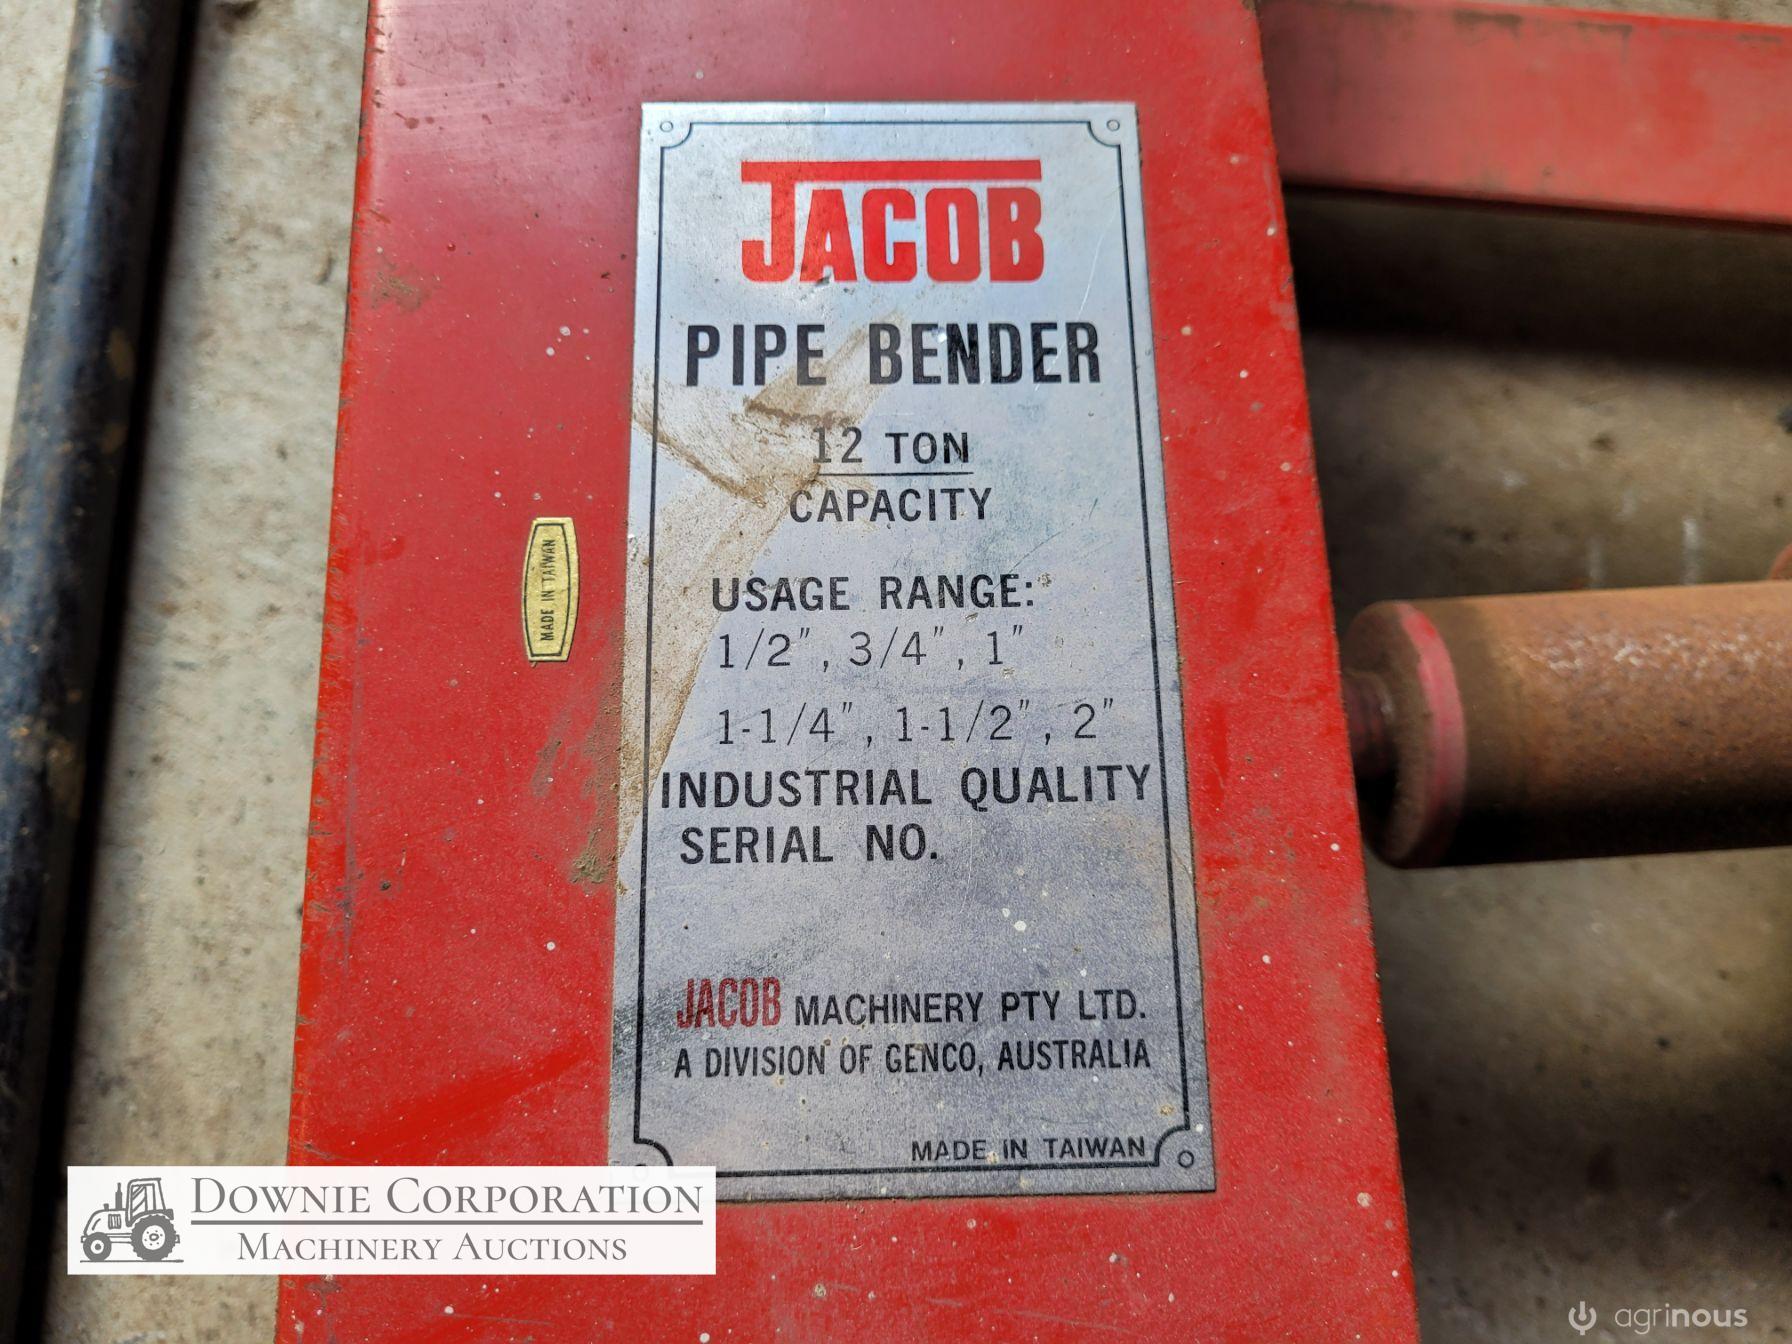 JACOB
PIPE BENDER
12 TON
CAPACITY
USAGE RANGE:
1/2", 3/4", 1"
1-1/4", 1-1/2", 2"
INDUSTRIAL QUALITY
SERIAL NO.
JACOB MACHINERY PTY LTD.
A DIVISION OF GENCO, AUSTRALIA
MADE IN TAIWAN
MADE IN TAIWAN
DOWNIE CORPORATION
MACHINERY AUCTIONS
agrinous